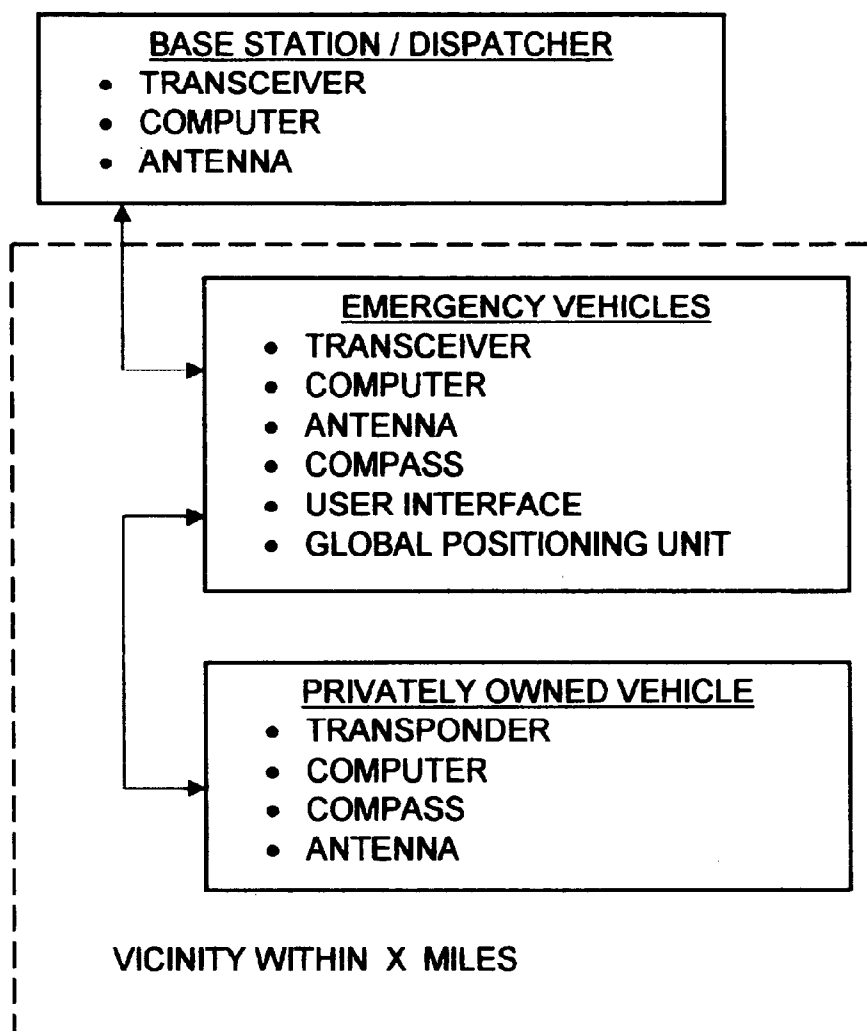 BASE STATION / DISPATCHER
• TRANSCEIVER
• COMPUTER
• ANTENNA
EMERGENCY VEHICLES
• TRANSCEIVER
• COMPUTER
• ANTENNA
• COMPASS
• USER INTERFACE
• GLOBAL POSITIONING UNIT
PRIVATELY OWNED VEHICLE
• TRANSPONDER
• COMPUTER
• COMPASS
• ANTENNA
VICINITY WITHIN X MILES